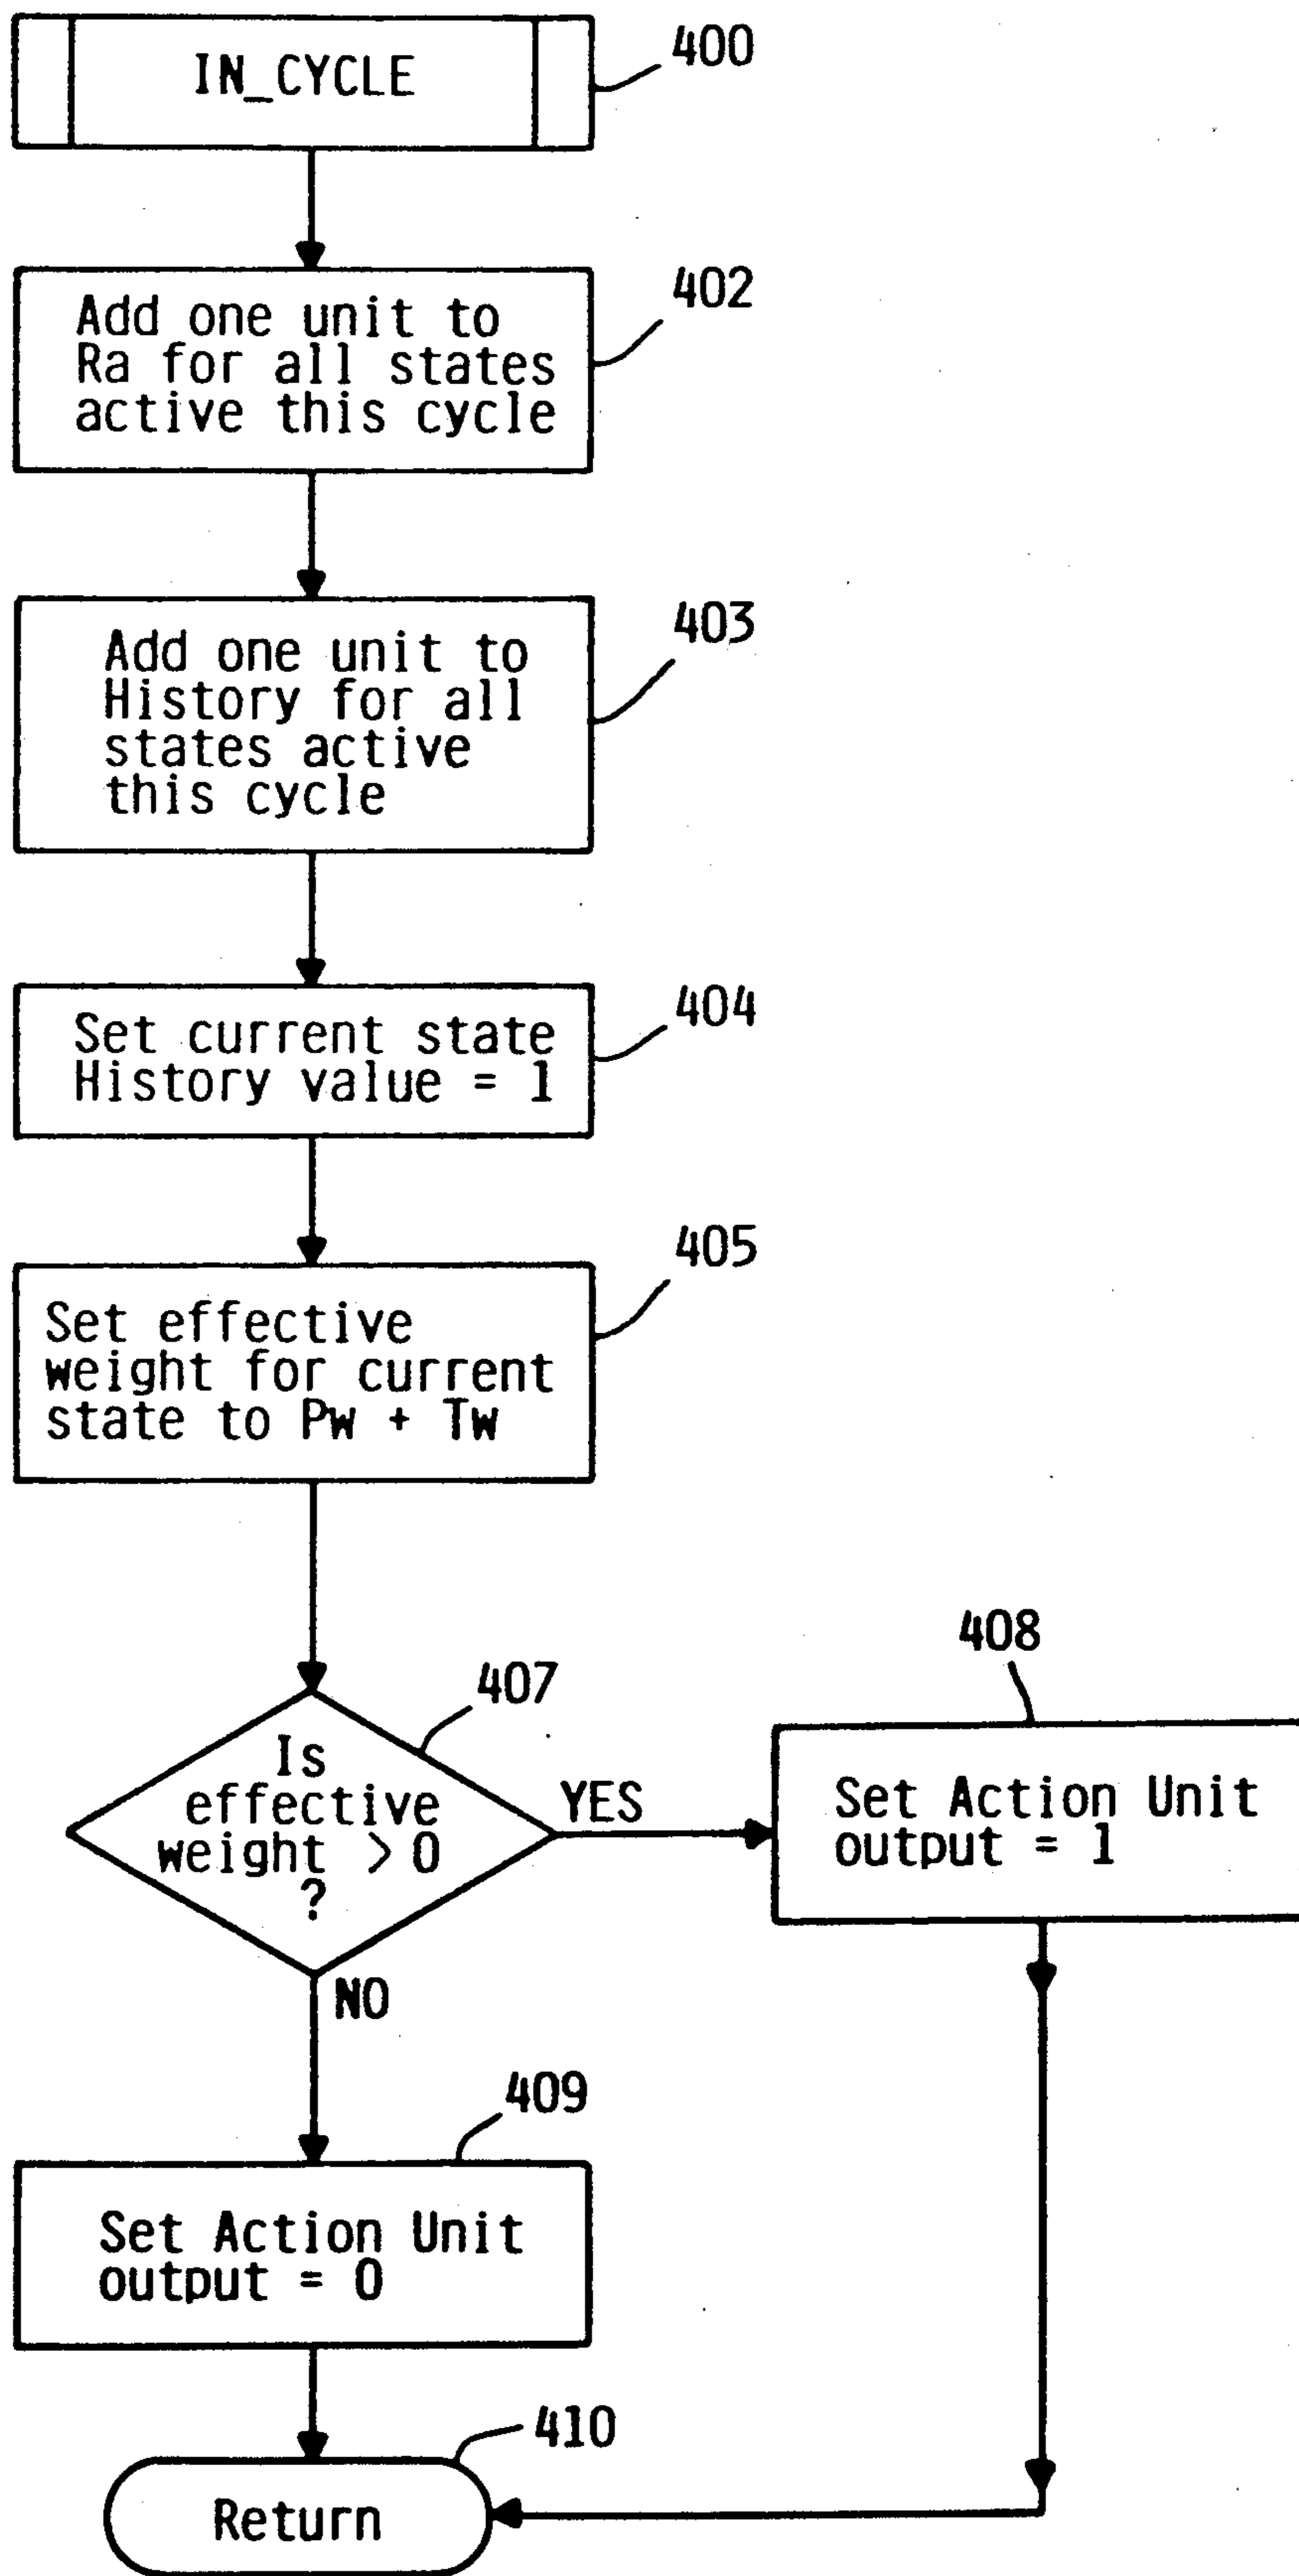 IN_CYCLE
400
Add one unit to
Ra for all states
active this cycle
402
Add one unit to
History for all
states active
this cycle
403
Set current state
History value = 1
404
Set effective
weight for current
state to Pw + Tw
405
Is
effective
weight > 0
?
407
YES
NO
Set Action Unit
output = 1
408
Set Action Unit
output = 0
409
Return
410